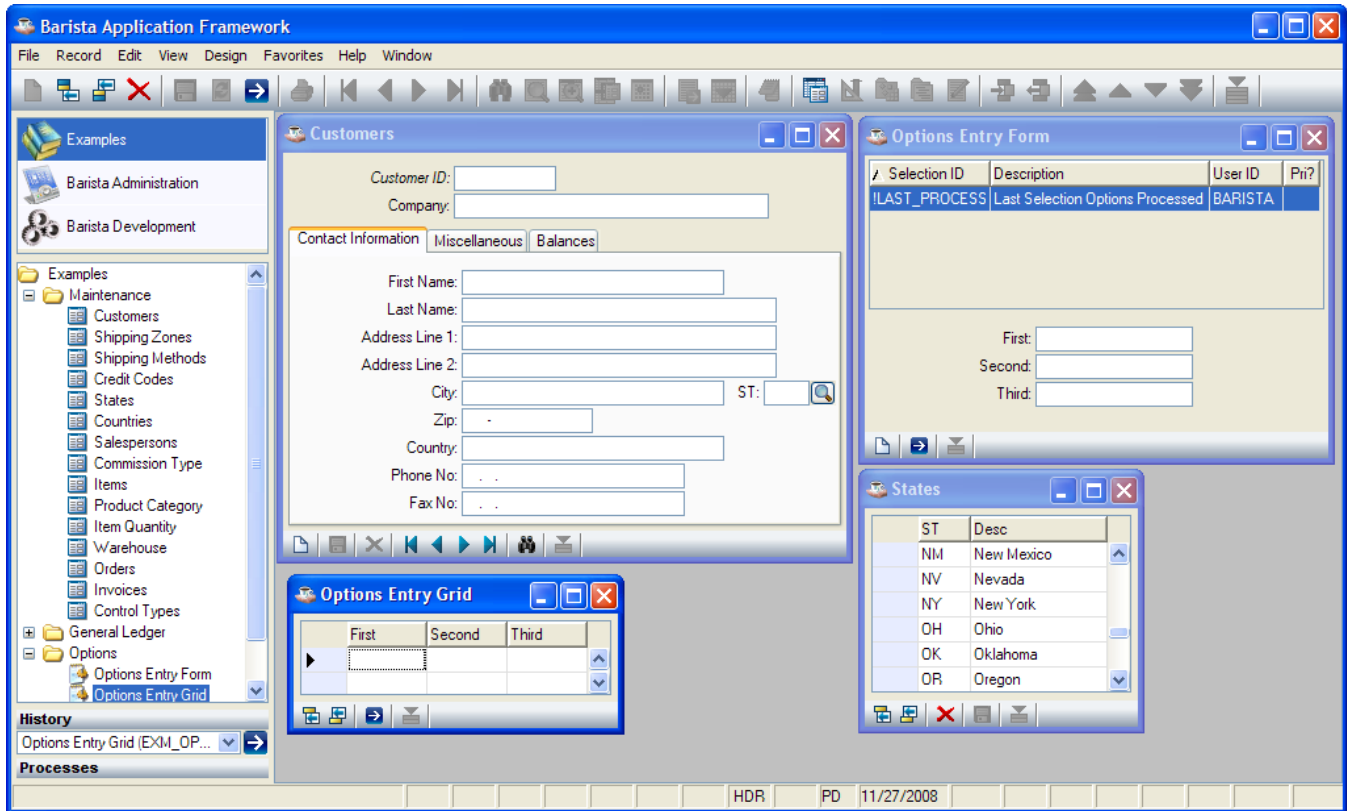 Barista Application Framework
File Record Edit View Design Favorites Help Window
Examples
Barista Administration
Barista Development
Examples
Maintenance
Customers
Shipping Zones
Shipping Methods
Credit Codes
States
Countries
Salespersons
Commission Type
Items
Product Category
Item Quantity
Warehouse
Orders
Invoices
Control Types
General Ledger
Options
Options Entry Form
Options Entry Grid
History
Options Entry Grid (EXM_OP...
Processes
Customers
Customer ID:
Company:
Contact Information Miscellaneous Balances
First Name:
Last Name:
Address Line 1:
Address Line 2:
City: ST:
Zip: -
Country:
Phone No: . .
Fax No: . .
Options Entry Grid
First Second Third
Options Entry Form
Selection ID Description User ID Pri?
!LAST_PROCESS Last Selection Options Processed BARISTA
First:
Second:
Third:
States
ST Desc
NM New Mexico
NV Nevada
NY New York
OH Ohio
OK Oklahoma
OR Oregon
HDR PD 11/27/2008